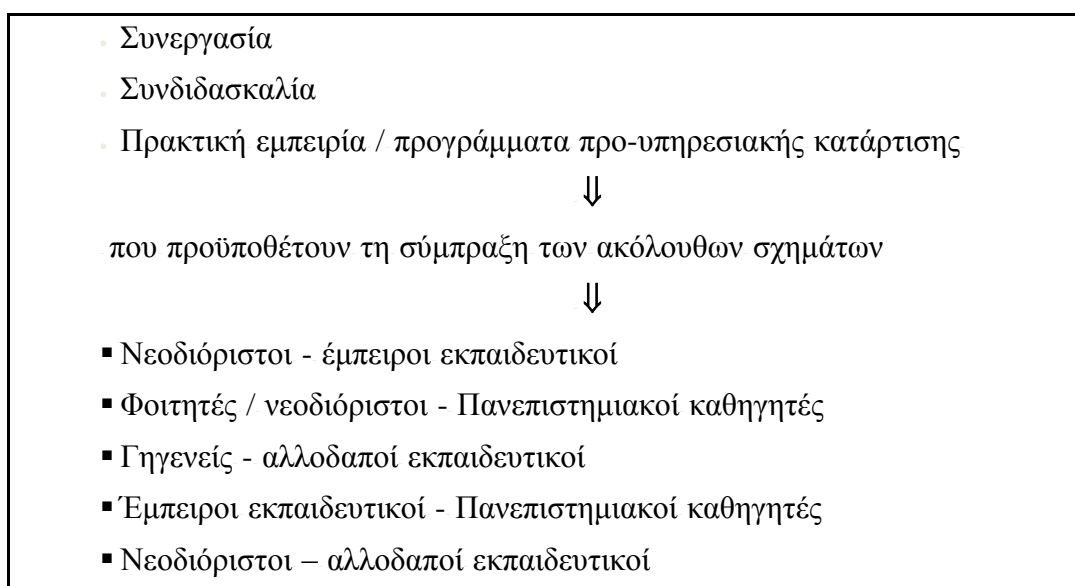 • Συνεργασία
• Συνδιδασκαλία
• Πρακτική εμπειρία / προγράμματα προ-υπηρεσιακής κατάρτισης
⇓
που προϋποθέτουν τη σύμπραξη των ακόλουθων σχημάτων
⇓
▪ Νεοδιόριστοι - έμπειροι εκπαιδευτικοί
▪ Φοιτητές / νεοδιόριστοι - Πανεπιστημιακοί καθηγητές
▪ Γηγενείς - αλλοδαποί εκπαιδευτικοί
▪ Έμπειροι εκπαιδευτικοί - Πανεπιστημιακοί καθηγητές
▪ Νεοδιόριστοι – αλλοδαποί εκπαιδευτικοί